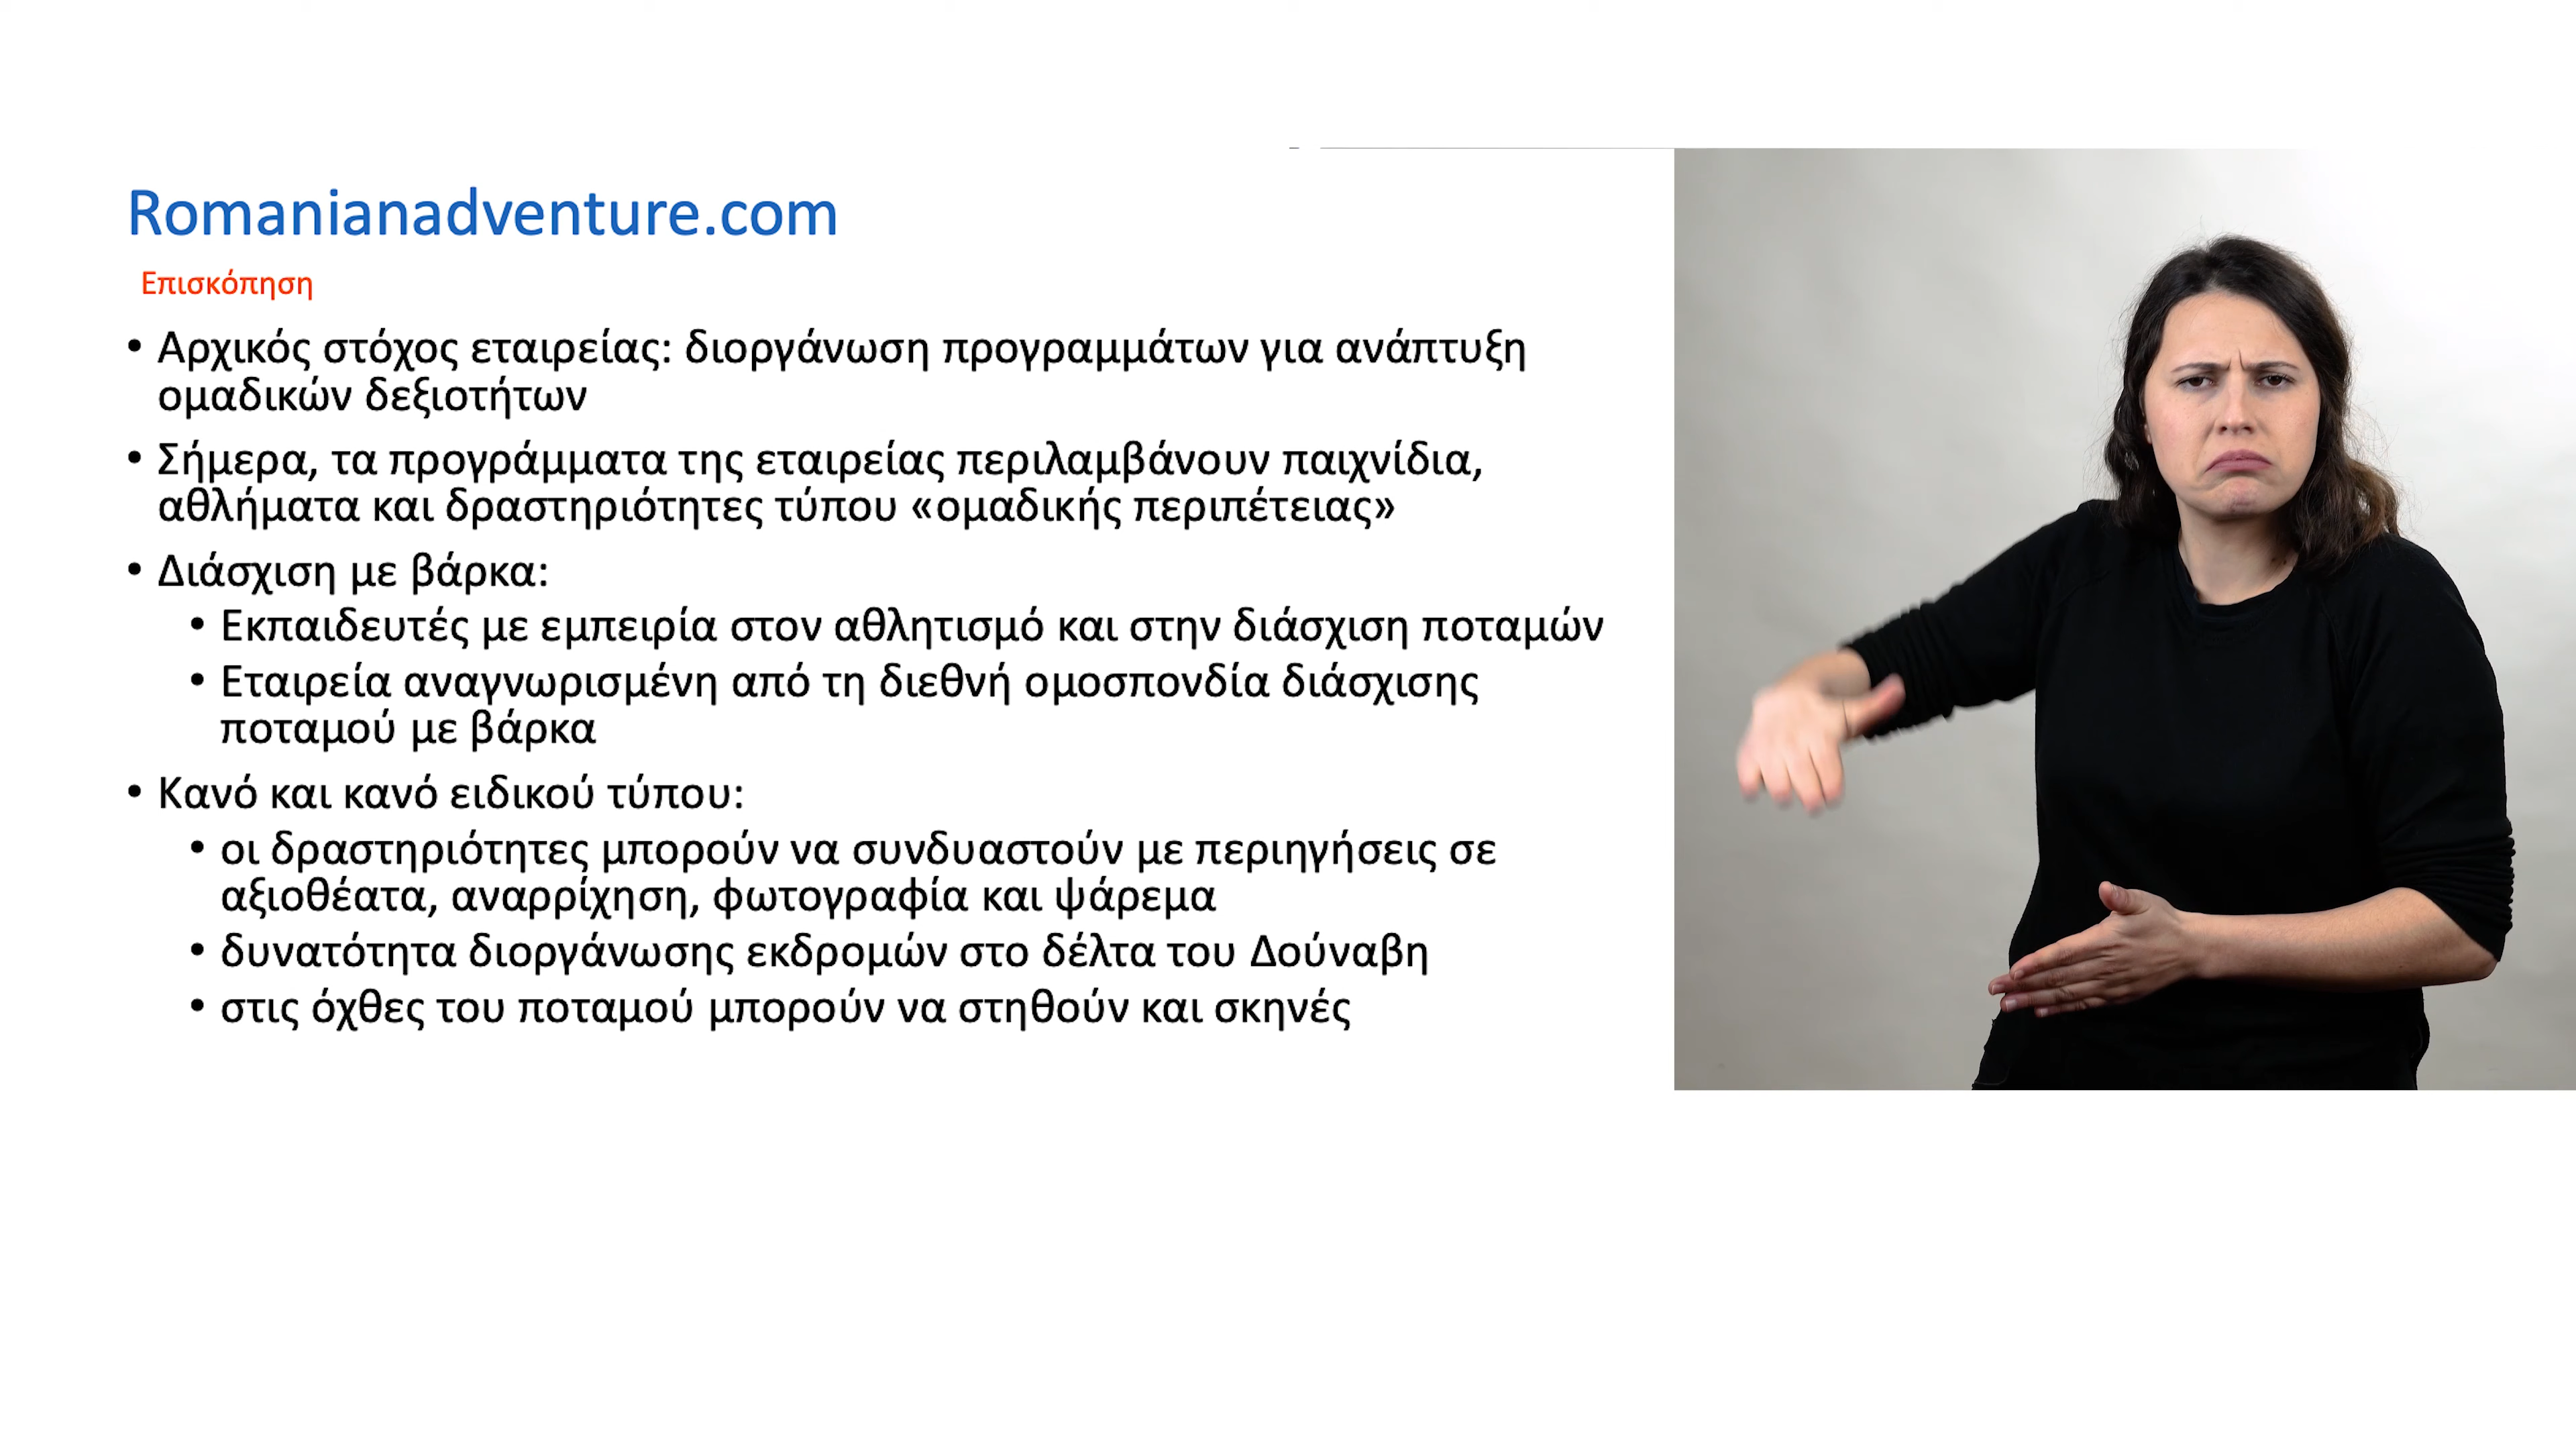 Romanianadventure.com
Επισκόπηση
• Αρχικός στόχος εταιρείας: διοργάνωση προγραμμάτων για ανάπτυξη
ομαδικών δεξιοτήτων
• Σήμερα, τα προγράμματα της εταιρείας περιλαμβάνουν παιχνίδια,
αθλήματα και δραστηριότητες τύπου «ομαδικής περιπέτειας»
• Διάσχιση με βάρκα:
• Εκπαιδευτές με εμπειρία στον αθλητισμό και στην διάσχιση ποταμών
• Εταιρεία αναγνωρισμένη από τη διεθνή ομοσπονδία διάσχισης
ποταμού με βάρκα
• Κανό και κανό ειδικού τύπου:
• οι δραστηριότητες μπορούν να συνδυαστούν με περιηγήσεις σε
αξιοθέατα, αναρρίχηση, φωτογραφία και ψάρεμα
• δυνατότητα διοργάνωσης εκδρομών στο δέλτα του Δούναβη
• στις όχθες του ποταμού μπορούν να στηθούν και σκηνές